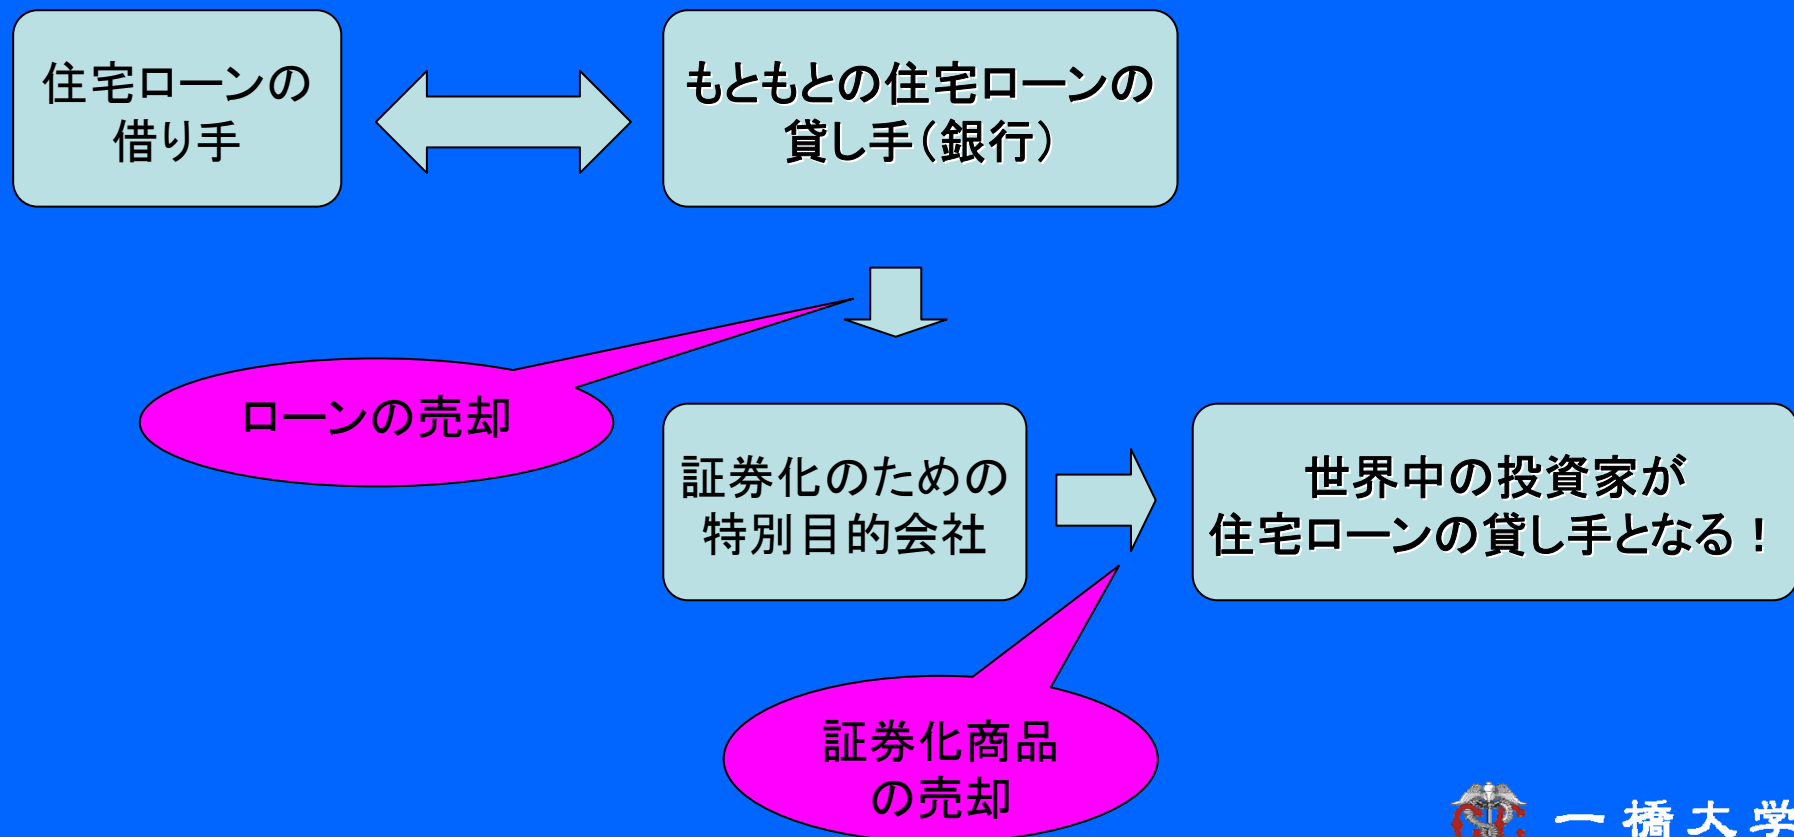 住宅ローンの
借り手
もともとの住宅ローンの
貸し手(銀行)
ローンの売却
証券化のための
特別目的会社
世界中の投資家が
住宅ローンの貸し手となる!
証券化商品
の売却
一橋大学